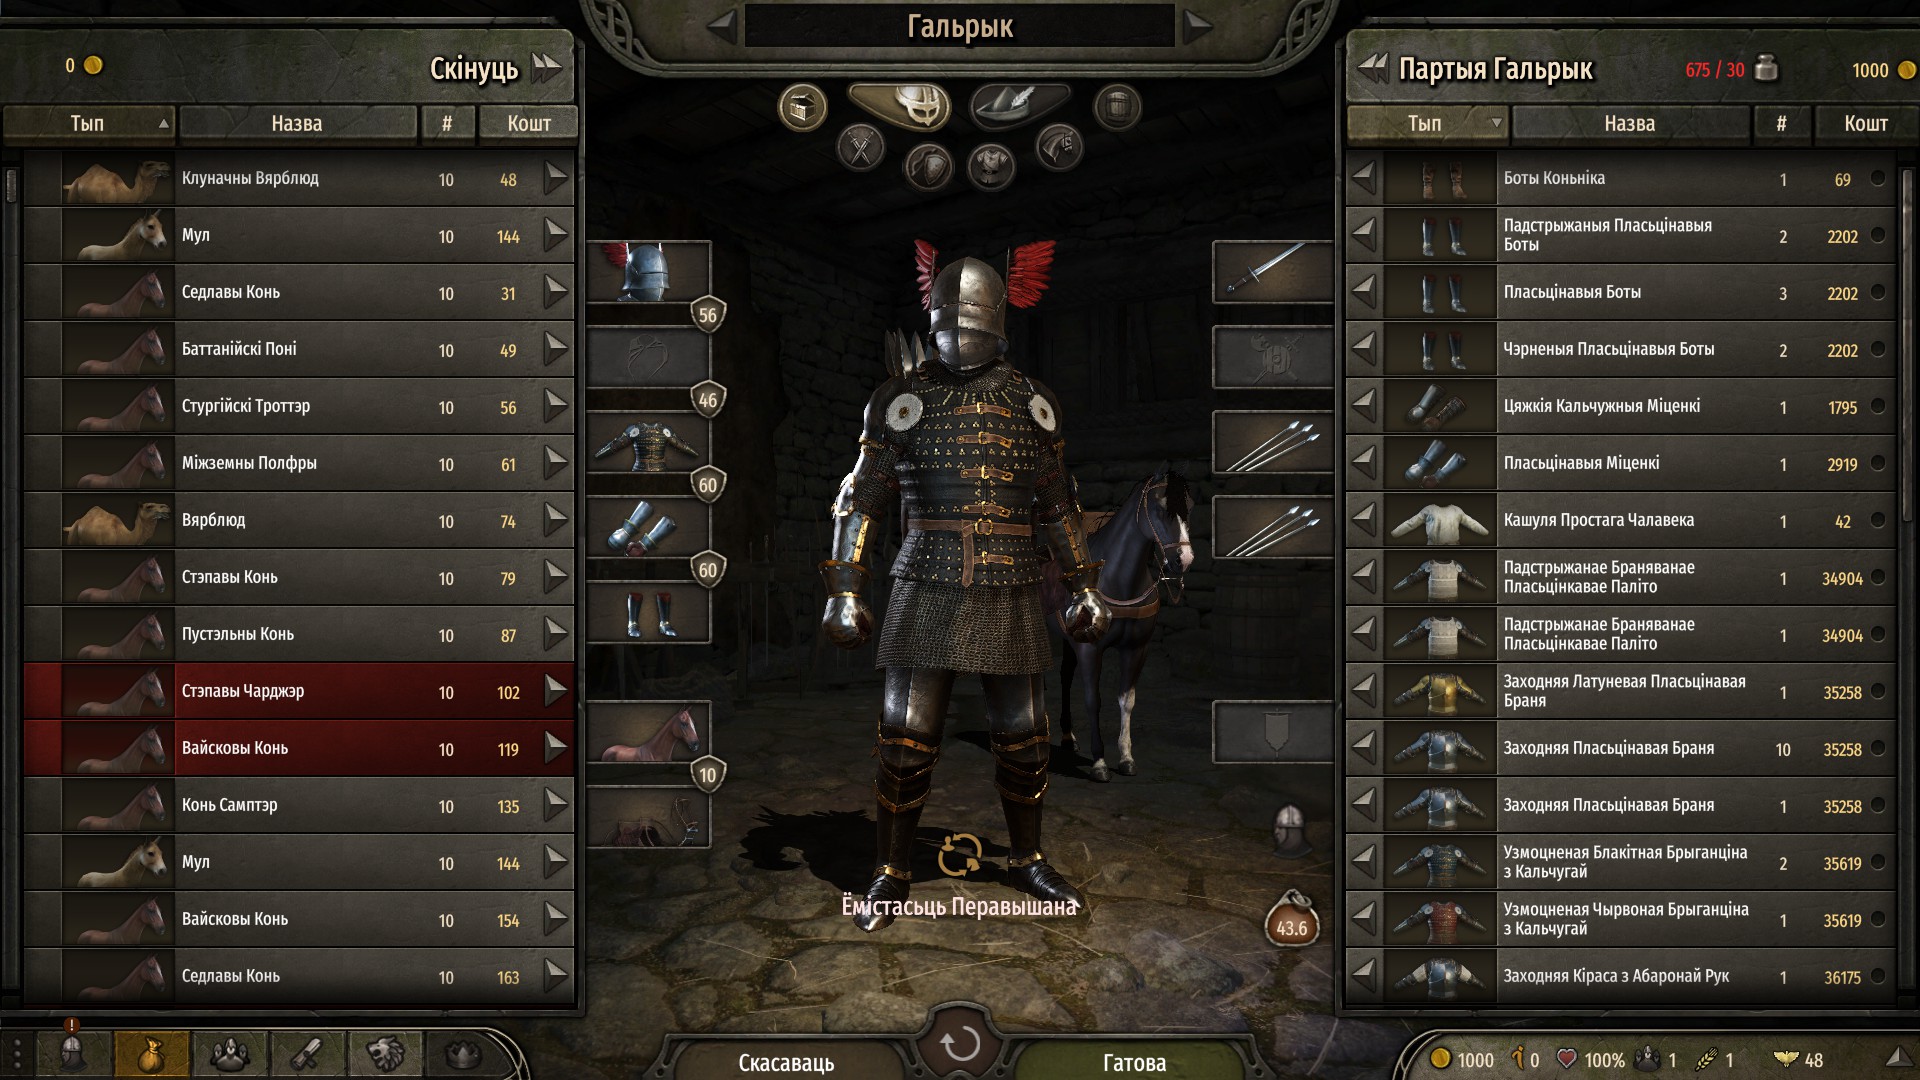 Гальрык
0
Скінуць
Тып Назва # Кошт
Клуначны Вярблюд 10 48
Мул 10 144
Седлавы Конь 10 31
Баттанійскі Поні 10 49
Стургійскі Троттэр 10 56
Міжземны Полфры 10 61
Вярблюд 10 74
Стэпавы Конь 10 79
Пустэльны Конь 10 87
Стэпавы Чарджэр 10 102
Вайсковы Конь 10 119
Конь Самптэр 10 135
Мул 10 144
Вайсковы Конь 10 154
Седлавы Конь 10 163
56
46
60
60
10
Ёмістасьць Перавышана
43.6
Партыя Гальрык 675 / 30 1000
Тып Назва # Кошт
Боты Коньніка 1 69
Падстрыжаныя Пласьцінавыя
Боты 2 2202
Пласьцінавыя Боты 3 2202
Чэрненыя Пласьцінавыя Боты 2 2202
Цяжкія Кальчужныя Міценкі 1 1795
Пласьцінавыя Міценкі 1 2919
Кашуля Простага Чалавека 1 42
Падстрыжанае Браняванае
Пласьцінкавае Паліто 1 34904
Падстрыжанае Браняванае
Пласьцінкавае Паліто 1 34904
Заходняя Латуневая Пласьцінавая
Браня 1 35258
Заходняя Пласьцінавая Браня 10 35258
Заходняя Пласьцінавая Браня 1 35258
Узмоцненая Блакітная Брыганціна
з Кальчугай 2 35619
Узмоцненая Чырвоная Брыганціна
з Кальчугай 1 35619
Заходняя Кіраса з Абаронай Рук 1 36175
!
Скасаваць
Гатова
1000 0 100% 1 1 48